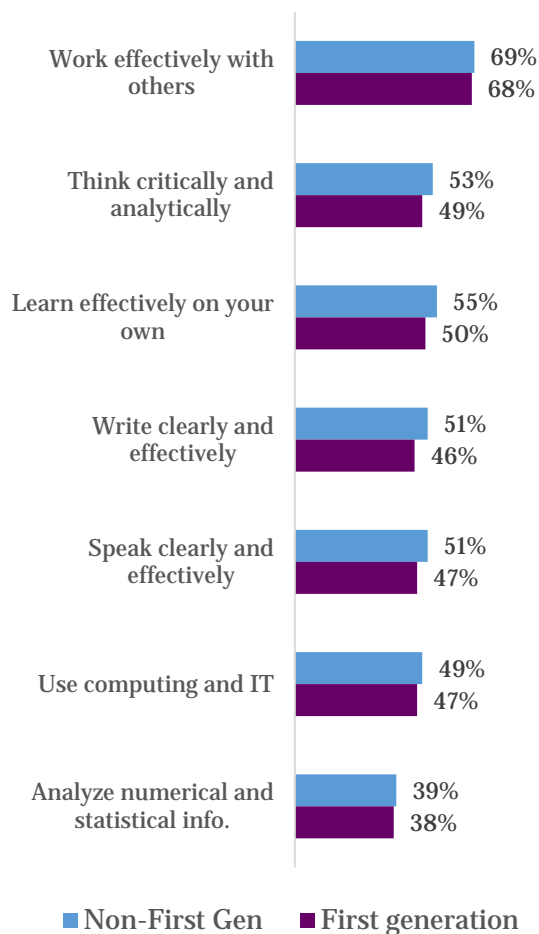 Work effectively with
others
69%
68%
Think critically and
analytically
53%
49%
Learn effectively on your
own
55%
50%
Write clearly and
effectively
51%
46%
Speak clearly and
effectively
51%
47%
Use computing and IT
49%
47%
Analyze numerical and
statistical info.
39%
38%
Non-First Gen First generation